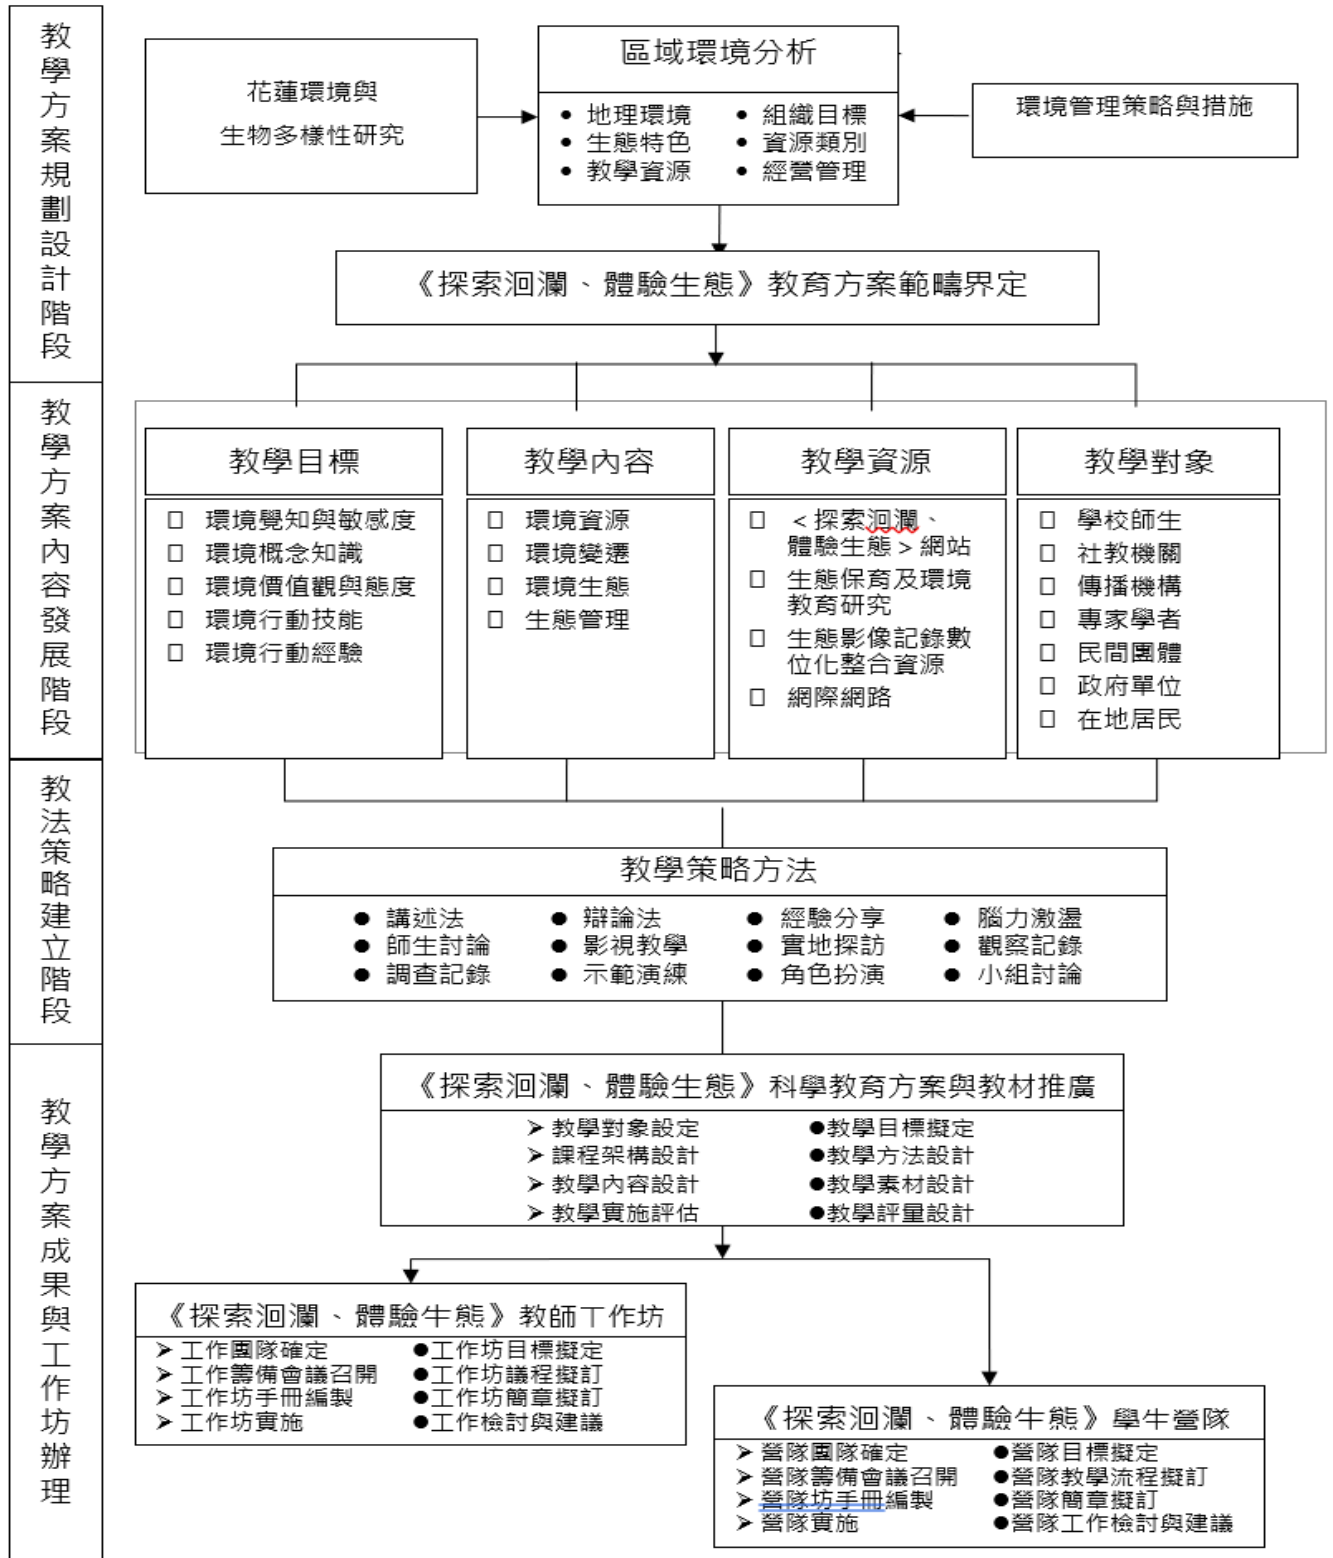 教學方案規劃設計階段
花蓮環境與
生物多樣性研究
區域環境分析
● 地理環境 ● 組織目標
● 生態特色 ● 資源類別
● 教學資源 ● 經營管理
環境管理策略與措施
《探索洄瀾、體驗生態》教育方案範疇界定
教學方案內容發展階段
教學目標
□ 環境覺知與敏感度
□ 環境概念知識
□ 環境價值觀與態度
□ 環境行動技能
□ 環境行動經驗
教學內容
□ 環境資源
□ 環境變遷
□ 環境生態
□ 生態管理
教學資源
□ ＜探索洄瀾、
體驗生態＞網站
□ 生態保育及環境
教育研究
□ 生態影像記錄數
位化整合資源
□ 網際網路
教學對象
□ 學校師生
□ 社教機關
□ 傳播機構
□ 專家學者
□ 民間團體
□ 政府單位
□ 在地居民
教法策略建立階段
教學策略方法
● 講述法 ● 辯論法 ● 經驗分享 ● 腦力激盪
● 師生討論 ● 影視教學 ● 實地探訪 ● 觀察記錄
● 調查記錄 ● 示範演練 ● 角色扮演 ● 小組討論
教學方案成果與工作坊辦理
《探索洄瀾、體驗生態》科學教育方案與教材推廣
➢ 教學對象設定 ●教學目標擬定
➢ 課程架構設計 ●教學方法設計
➢ 教學內容設計 ●教學素材設計
➢ 教學實施評估 ●教學評量設計
《探索洄瀾、體驗生態》教師工作坊
➢ 工作團隊確定 ●工作坊目標擬定
➢ 工作籌備會議召開 ●工作坊議程擬訂
➢ 工作坊手冊編製 ●工作坊簡章擬訂
➢ 工作坊實施 ●工作檢討與建議
《探索洄瀾、體驗生態》學生營隊
➢ 營隊團隊確定 ●營隊目標擬定
➢ 營隊籌備會議召開 ●營隊教學流程擬訂
➢ 營隊坊手冊編製 ●營隊簡章擬訂
➢ 營隊實施 ●營隊工作檢討與建議